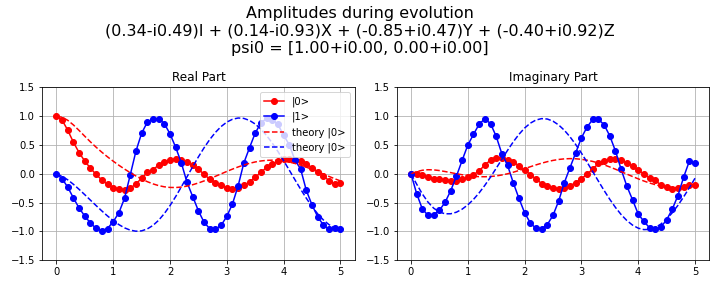 Amplitudes during evolution
(0.34-i0.49)I + (0.14-i0.93)X + (-0.85+i0.47)Y + (-0.40+i0.92)Z
psi0 = [1.00+i0.00, 0.00+i0.00]
Real Part
1.5
1.0
0.5
0.0
−0.5
−1.0
−1.5
0 1 2 3 4 5
|0>
|1>
theory |0>
theory |0>
Imaginary Part
1.5
1.0
0.5
0.0
−0.5
−1.0
−1.5
0 1 2 3 4 5